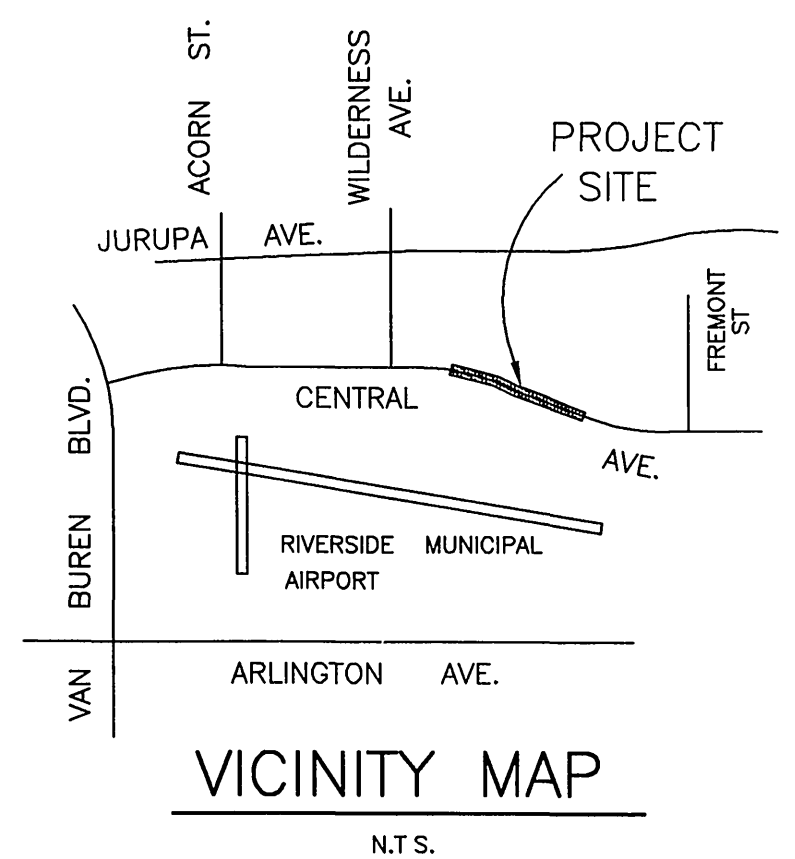 ACORN ST.
WILDERNESS
AVE.
PROJECT
SITE
JURUPA AVE.
FREMONT
ST
CENTRAL AVE.
VAN BUREN BLVD.
RIVERSIDE MUNICIPAL
AIRPORT
ARLINGTON AVE.
VICINITY MAP
N.T S.